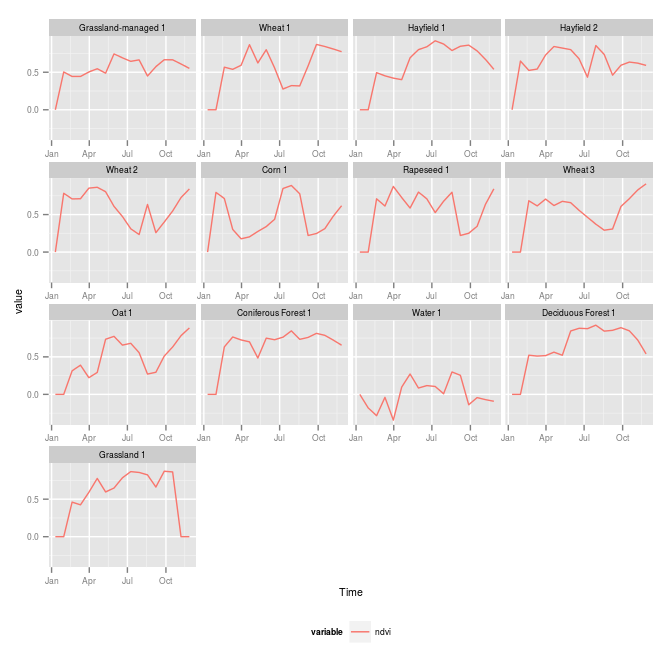 Grassland-managed 1
Wheat 1
Hayfield 1
Hayfield 2
0.5
0.0
Jan Apr Jul Oct
Jan Apr Jul Oct
Jan Apr Jul Oct
Jan Apr Jul Oct
Wheat 2
Corn 1
Rapeseed 1
Wheat 3
0.5
0.0
Jan Apr Jul Oct
Jan Apr Jul Oct
Jan Apr Jul Oct
Jan Apr Jul Oct
value
Oat 1
Coniferous Forest 1
Water 1
Deciduous Forest 1
0.5
0.0
Jan Apr Jul Oct
Jan Apr Jul Oct
Jan Apr Jul Oct
Jan Apr Jul Oct
Grassland 1
0.5
0.0
Jan Apr Jul Oct
Time
variable ndvi